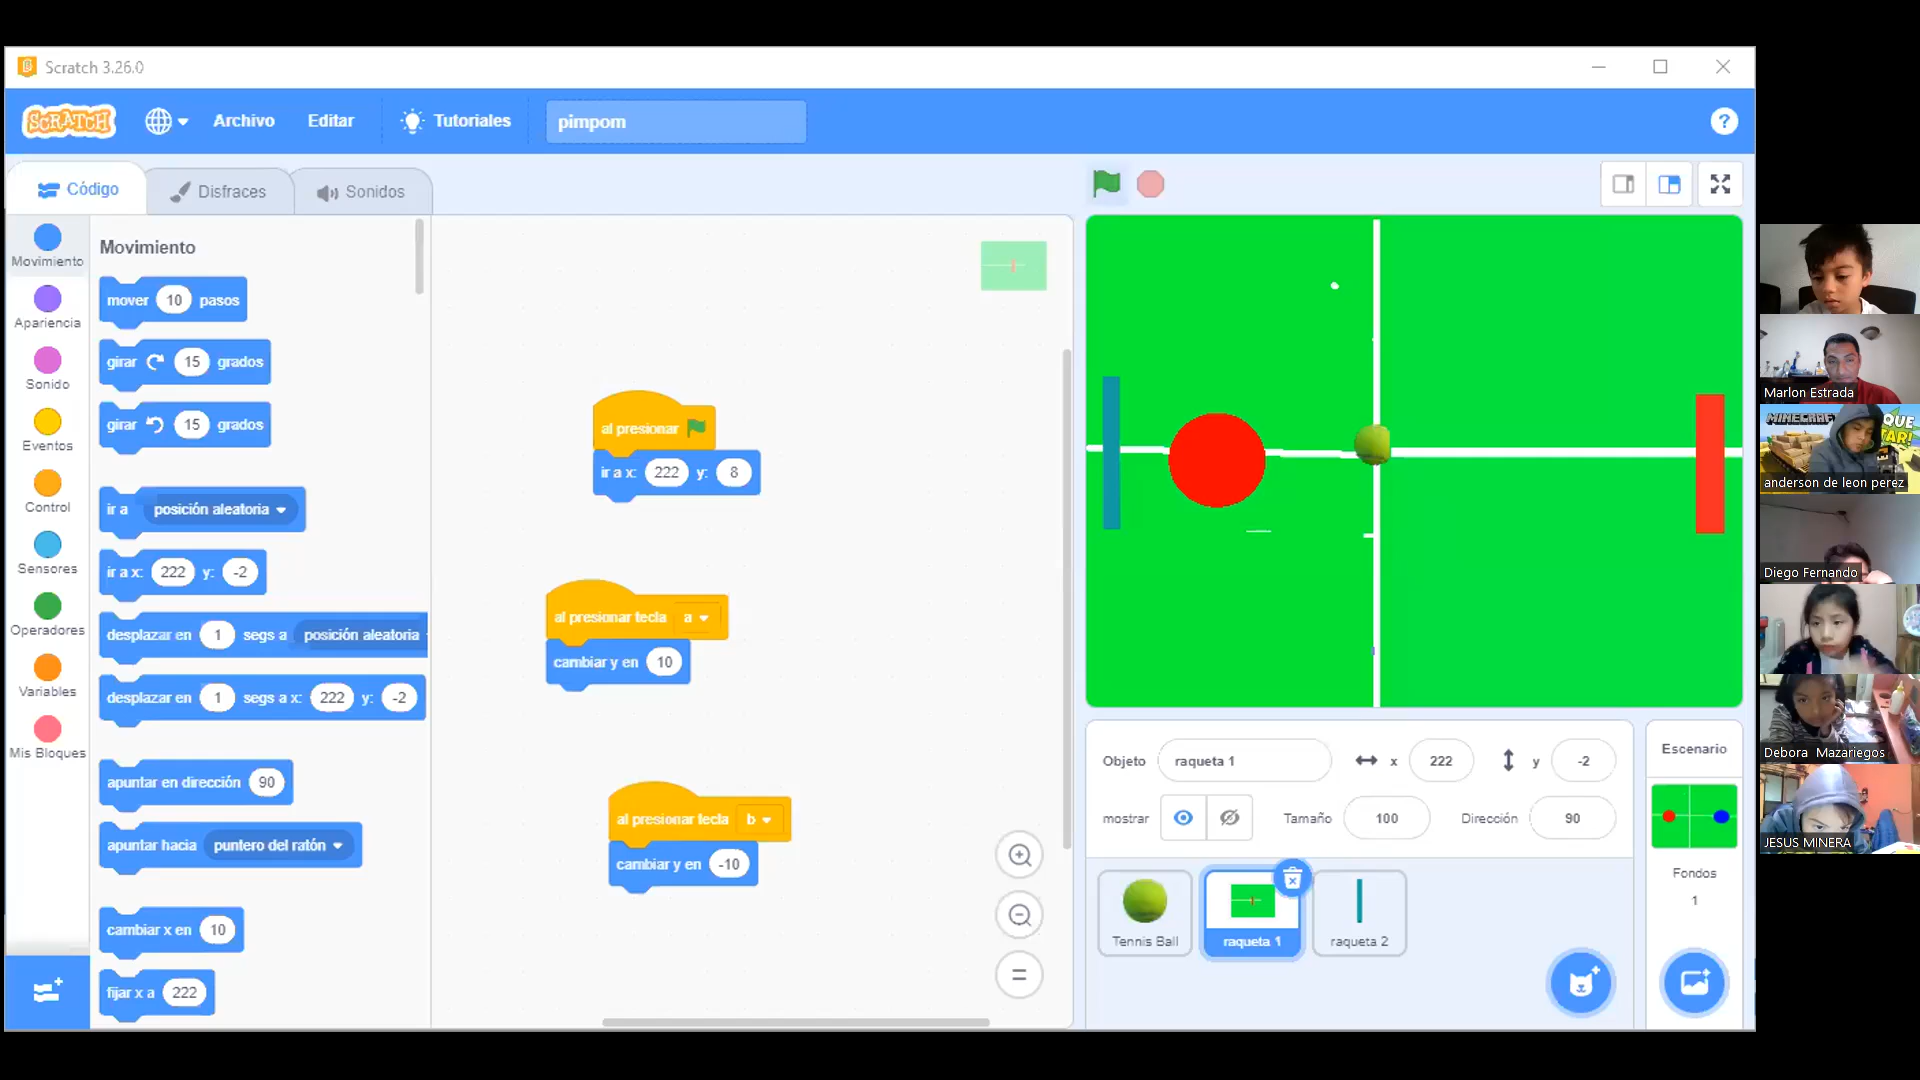 Scratch 3.26.0
SCRATCH
Archivo
Editar
Tutoriales
pimpom
?
Código
Disfraces
Sonidos
Movimiento
Apariencia
Sonido
Eventos
Control
Sensores
Operadores
Variables
Mis Bloques
Movimiento
mover 10 pasos
girar 15 grados
girar 15 grados
ir a posición aleatoria
ir a x: 222 y: -2
desplazar en 1 segs a posición aleatoria
desplazar en 1 segs a x: 222 y: -2
apuntar en dirección 90
apuntar hacia puntero del ratón
cambiar x en 10
fijar x a 222
al presionar
ir a x: 222 y: 8
al presionar tecla a
cambiar y en 10
al presionar tecla b
cambiar y en -10
Objeto raqueta 1 x 222 y -2
mostrar Tamaño 100 Dirección 90
Tennis Ball
raqueta 1
raqueta 2
Escenario
Fondos
1
Marlon Estrada
MINECRAFT
QUE
TAR!
anderson de leon perez
Diego Fernando
Debora Mazariegos
JESUS MINERA